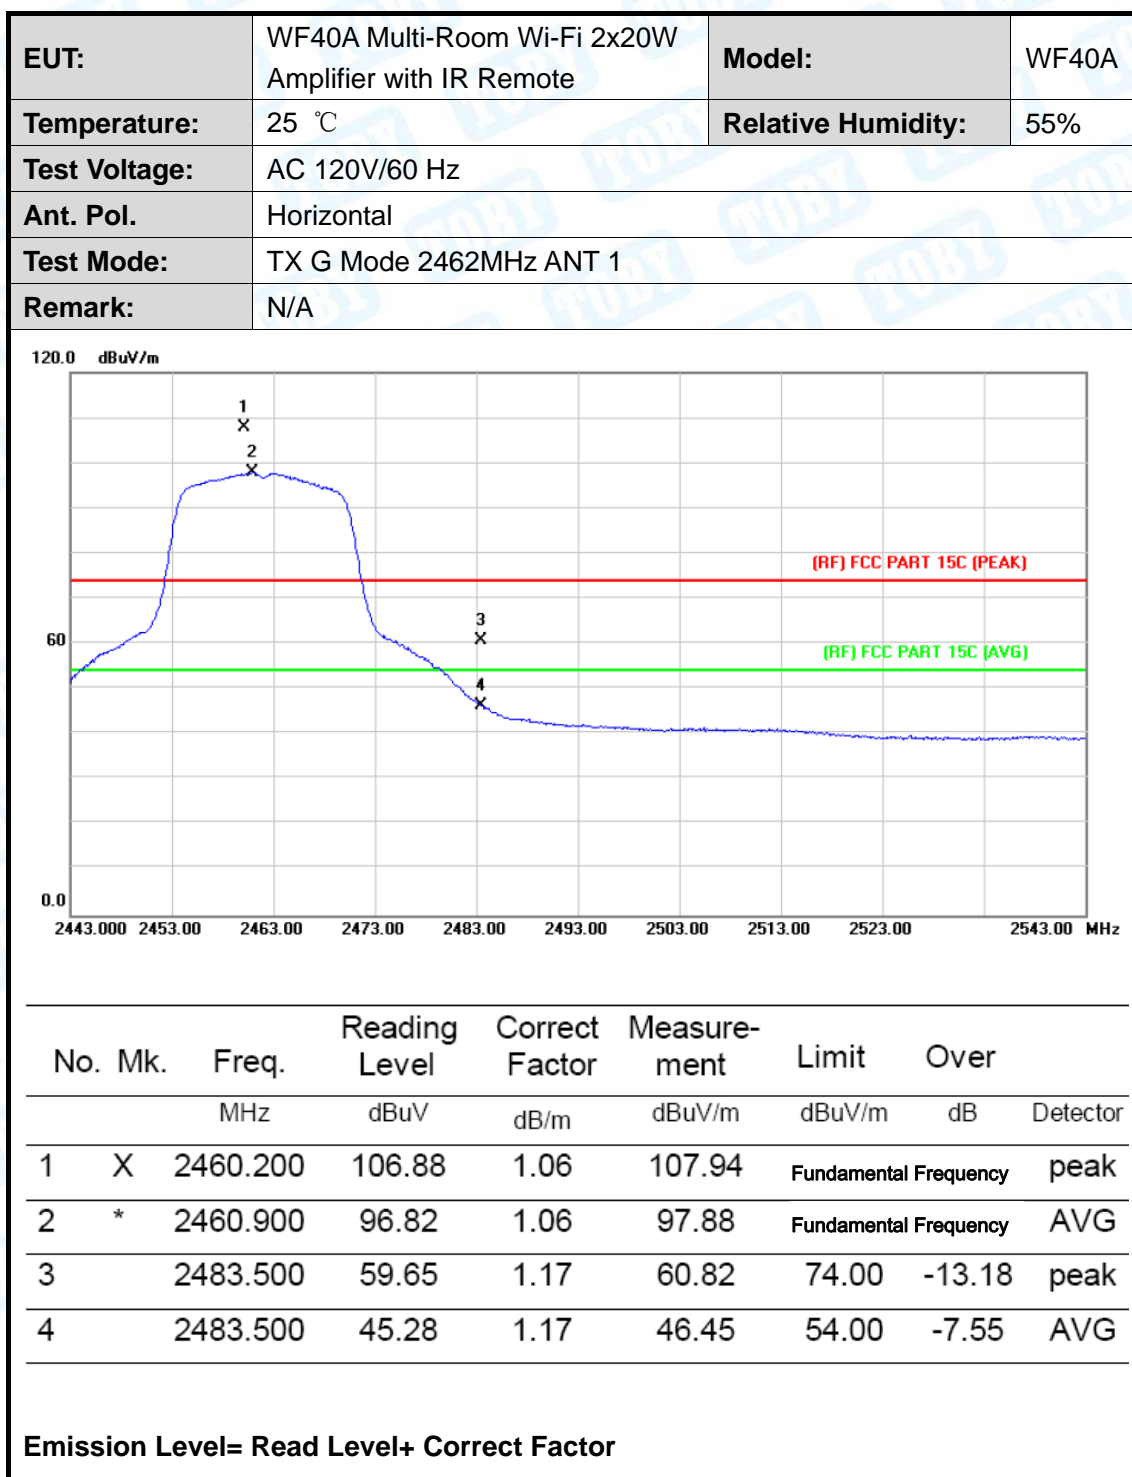 EUT: WF40A Multi-Room Wi-Fi 2x20W Amplifier with IR Remote Model: WF40A
Temperature: 25 ℃ Relative Humidity: 55%
Test Voltage: AC 120V/60 Hz
Ant. Pol. Horizontal
Test Mode: TX G Mode 2462MHz ANT 1
Remark: N/A
120.0 dBuV/m
1
2
(RF) FCC PART 15C (PEAK)
3
60
(RF) FCC PART 15C (AVG)
4
0.0
2443.000 2453.00 2463.00 2473.00 2483.00 2493.00 2503.00 2513.00 2523.00 2543.00 MHz
No. Mk. Freq. Reading Level Correct Factor Measure-ment Limit Over
MHz dBuV dB/m dBuV/m dBuV/m dB Detector
1 X 2460.200 106.88 1.06 107.94 Fundamental Frequency peak
2 * 2460.900 96.82 1.06 97.88 Fundamental Frequency AVG
3 2483.500 59.65 1.17 60.82 74.00 -13.18 peak
4 2483.500 45.28 1.17 46.45 54.00 -7.55 AVG
Emission Level= Read Level+ Correct Factor
TOBY